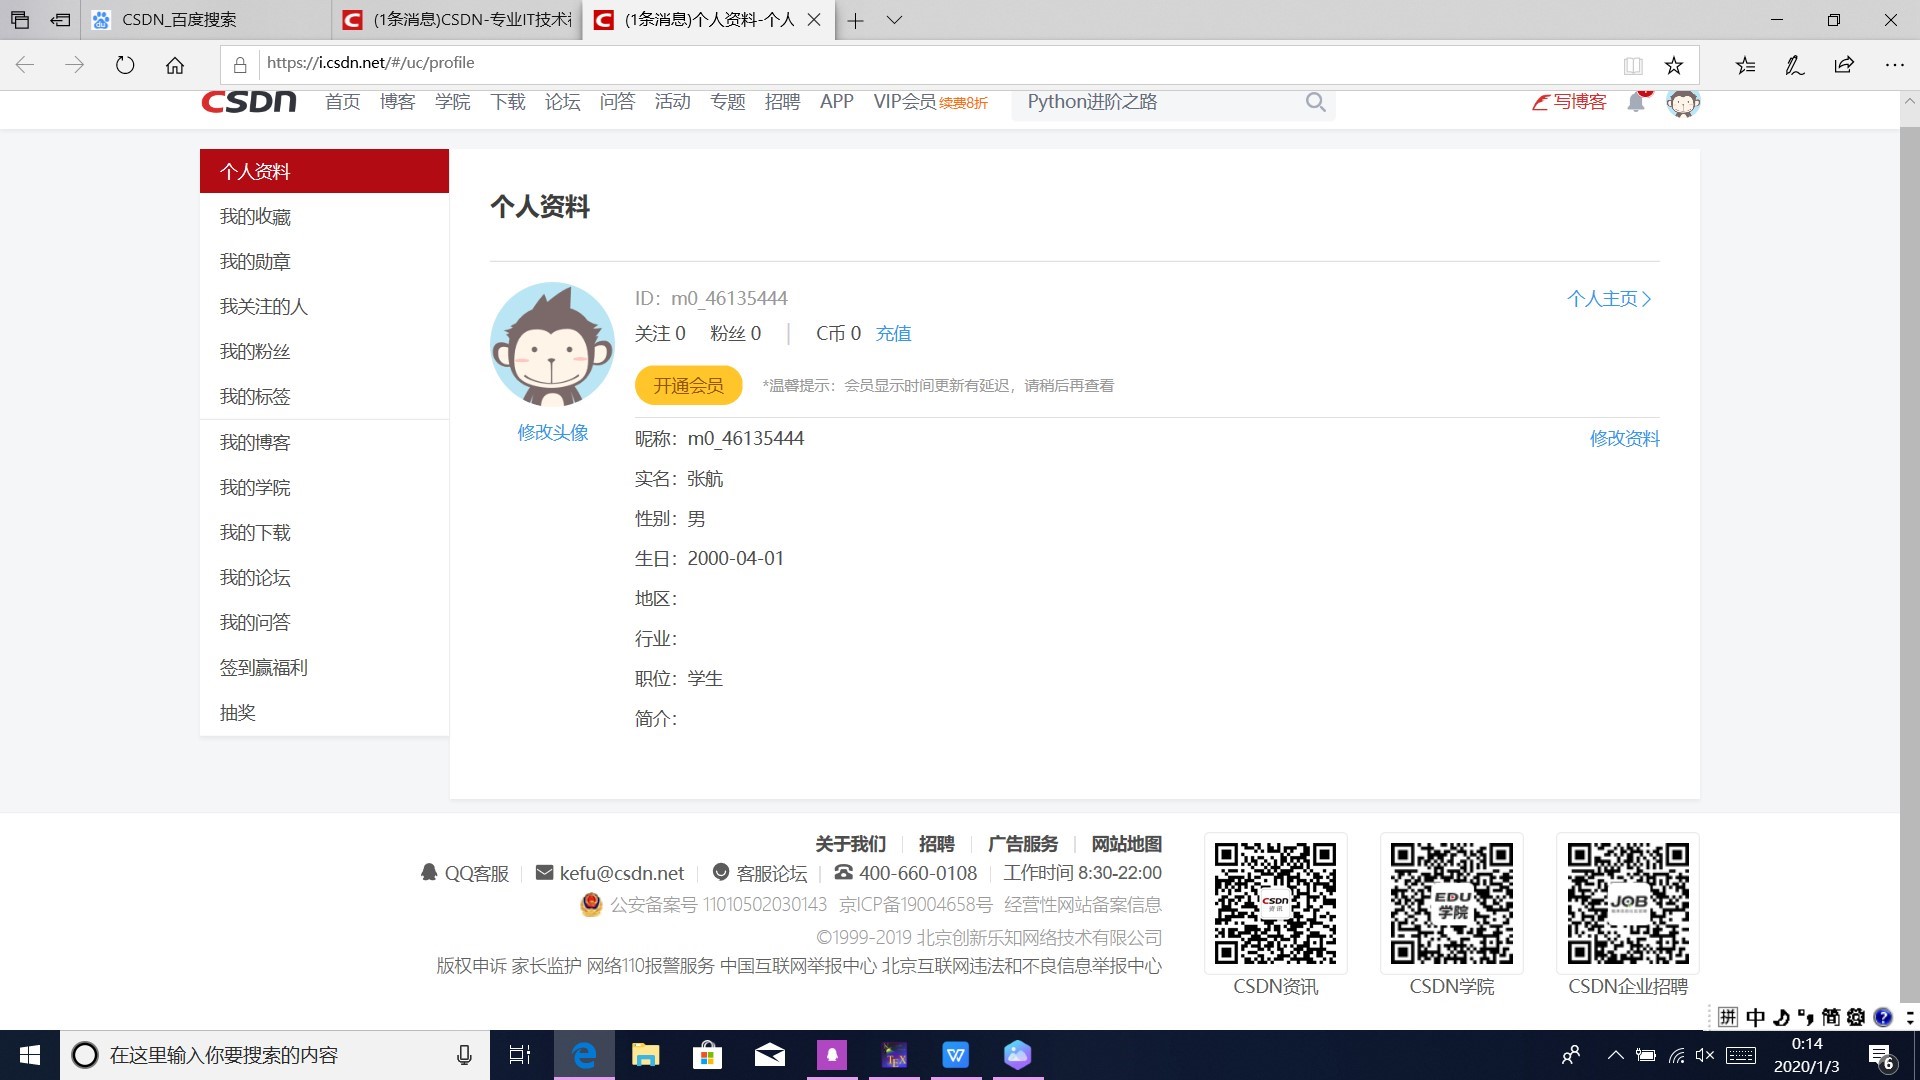 CSDN_百度搜索
(1条消息)CSDN-专业IT技术社
(1条消息)个人资料-个人
https://i.csdn.net/#/uc/profile
CSDN 首页 博客 学院 下载 论坛 问答 活动 专题 招聘 APP VIP会员 续费8折 Python进阶之路 写博客
个人资料
我的收藏
我的勋章
我关注的人
我的粉丝
我的标签
我的博客
我的学院
我的下载
我的论坛
我的问答
签到赢福利
抽奖
个人资料
ID：m0_46135444 个人主页
关注 0 粉丝 0 | C币 0 充值
开通会员 *温馨提示：会员显示时间更新有延迟，请稍后再查看
修改头像
昵称：m0_46135444 修改资料
实名：张航
性别：男
生日：2000-04-01
地区：
行业：
职位：学生
简介：
关于我们 招聘 广告服务 网站地图
QQ客服 kefu@csdn.net 客服论坛 400-660-0108 工作时间 8:30-22:00
公安备案号 11010502030143 京ICP备19004658号 经营性网站备案信息
©1999-2019 北京创新乐知网络技术有限公司
版权申诉 家长监护 网络110报警服务 中国互联网举报中心 北京互联网违法和不良信息举报中心
CSDN 资讯
EDU 学院
JOB
CSDN资讯
CSDN学院
CSDN企业招聘
拼 中 简
在这里输入你要搜索的内容
0:14
2020/1/3
6